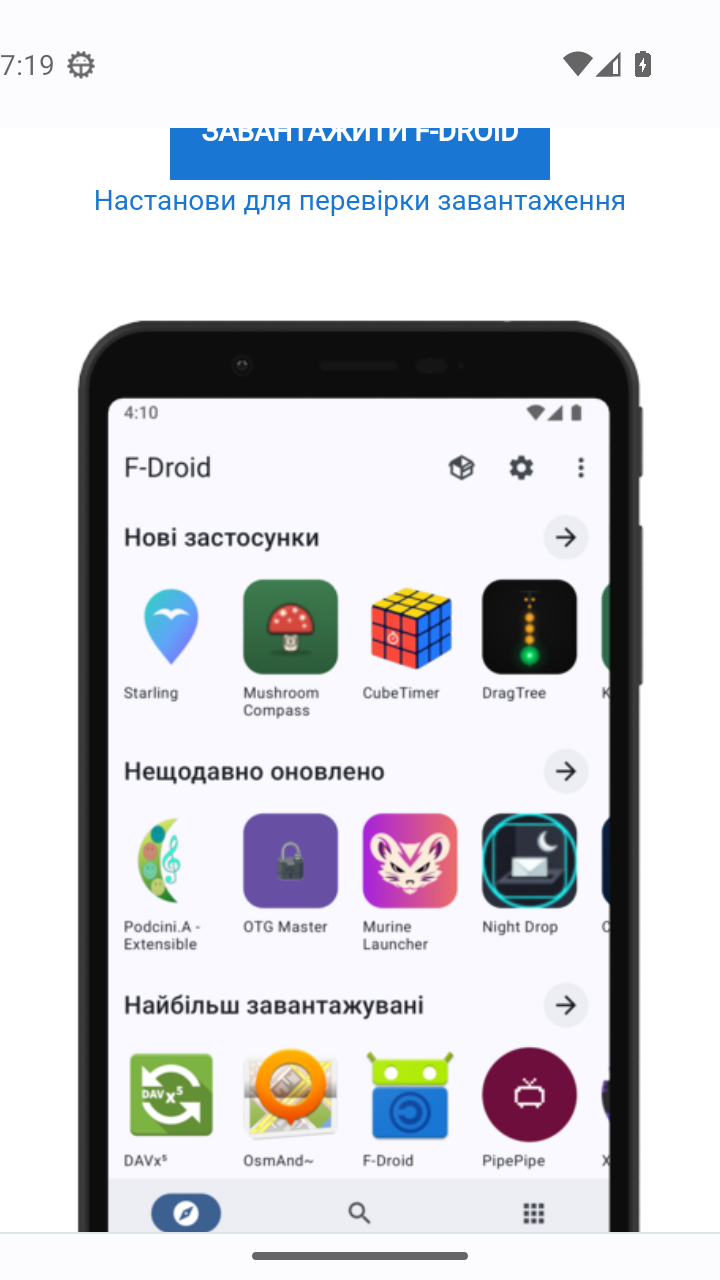 7:19
ЗАВАНТАЖИТИ F-DROID
Настанови для перевірки завантаження
4:10
F-Droid
Нові застосунки
Starling
Mushroom
Compass
CubeTimer
DragTree
K
Нещодавно оновлено
Podcini.A -
Extensible
OTG Master
Murine
Launcher
Night Drop
Найбільш завантажувані
DAVx⁵
DAVx⁵
OsmAnd~
F-Droid
PipePipe
X